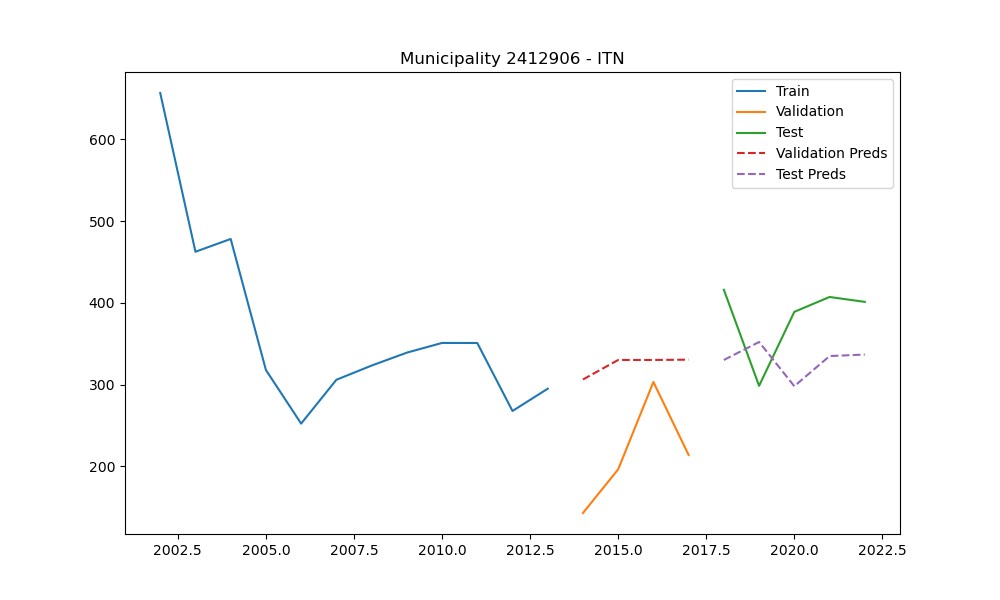 Municipality 2412906 - ITN
Train
Validation
Test
Validation Preds
Test Preds
600
500
400
300
200
2002.5 2005.0 2007.5 2010.0 2012.5 2015.0 2017.5 2020.0 2022.5